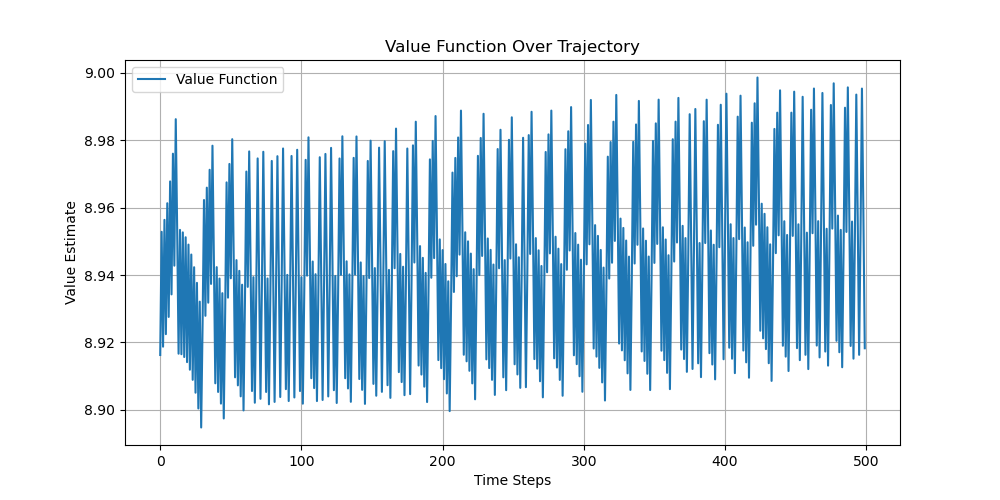 Value Function Over Trajectory
Value Function
9.00
8.98
8.96
8.94
8.92
8.90
Value Estimate
0 100 200 300 400 500
Time Steps